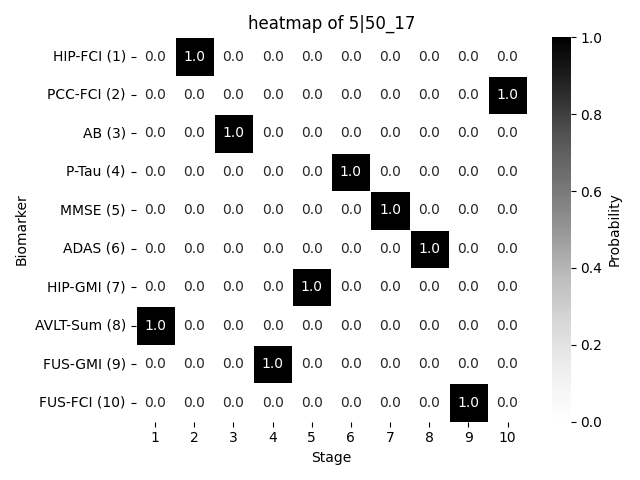 heatmap of 5|50_17
HIP-FCI (1) 0.0 1.0 0.0 0.0 0.0 0.0 0.0 0.0 0.0 0.0
PCC-FCI (2) 0.0 0.0 0.0 0.0 0.0 0.0 0.0 0.0 0.0 1.0
AB (3) 0.0 0.0 1.0 0.0 0.0 0.0 0.0 0.0 0.0 0.0
P-Tau (4) 0.0 0.0 0.0 0.0 0.0 1.0 0.0 0.0 0.0 0.0
MMSE (5) 0.0 0.0 0.0 0.0 0.0 0.0 1.0 0.0 0.0 0.0
ADAS (6) 0.0 0.0 0.0 0.0 0.0 0.0 0.0 1.0 0.0 0.0
HIP-GMI (7) 0.0 0.0 0.0 0.0 1.0 0.0 0.0 0.0 0.0 0.0
AVLT-Sum (8) 1.0 0.0 0.0 0.0 0.0 0.0 0.0 0.0 0.0 0.0
FUS-GMI (9) 0.0 0.0 0.0 1.0 0.0 0.0 0.0 0.0 0.0 0.0
FUS-FCI (10) 0.0 0.0 0.0 0.0 0.0 0.0 0.0 0.0 1.0 0.0
1 2 3 4 5 6 7 8 9 10
Stage
Biomarker
1.0
0.8
0.6
0.4
0.2
0.0
Probability